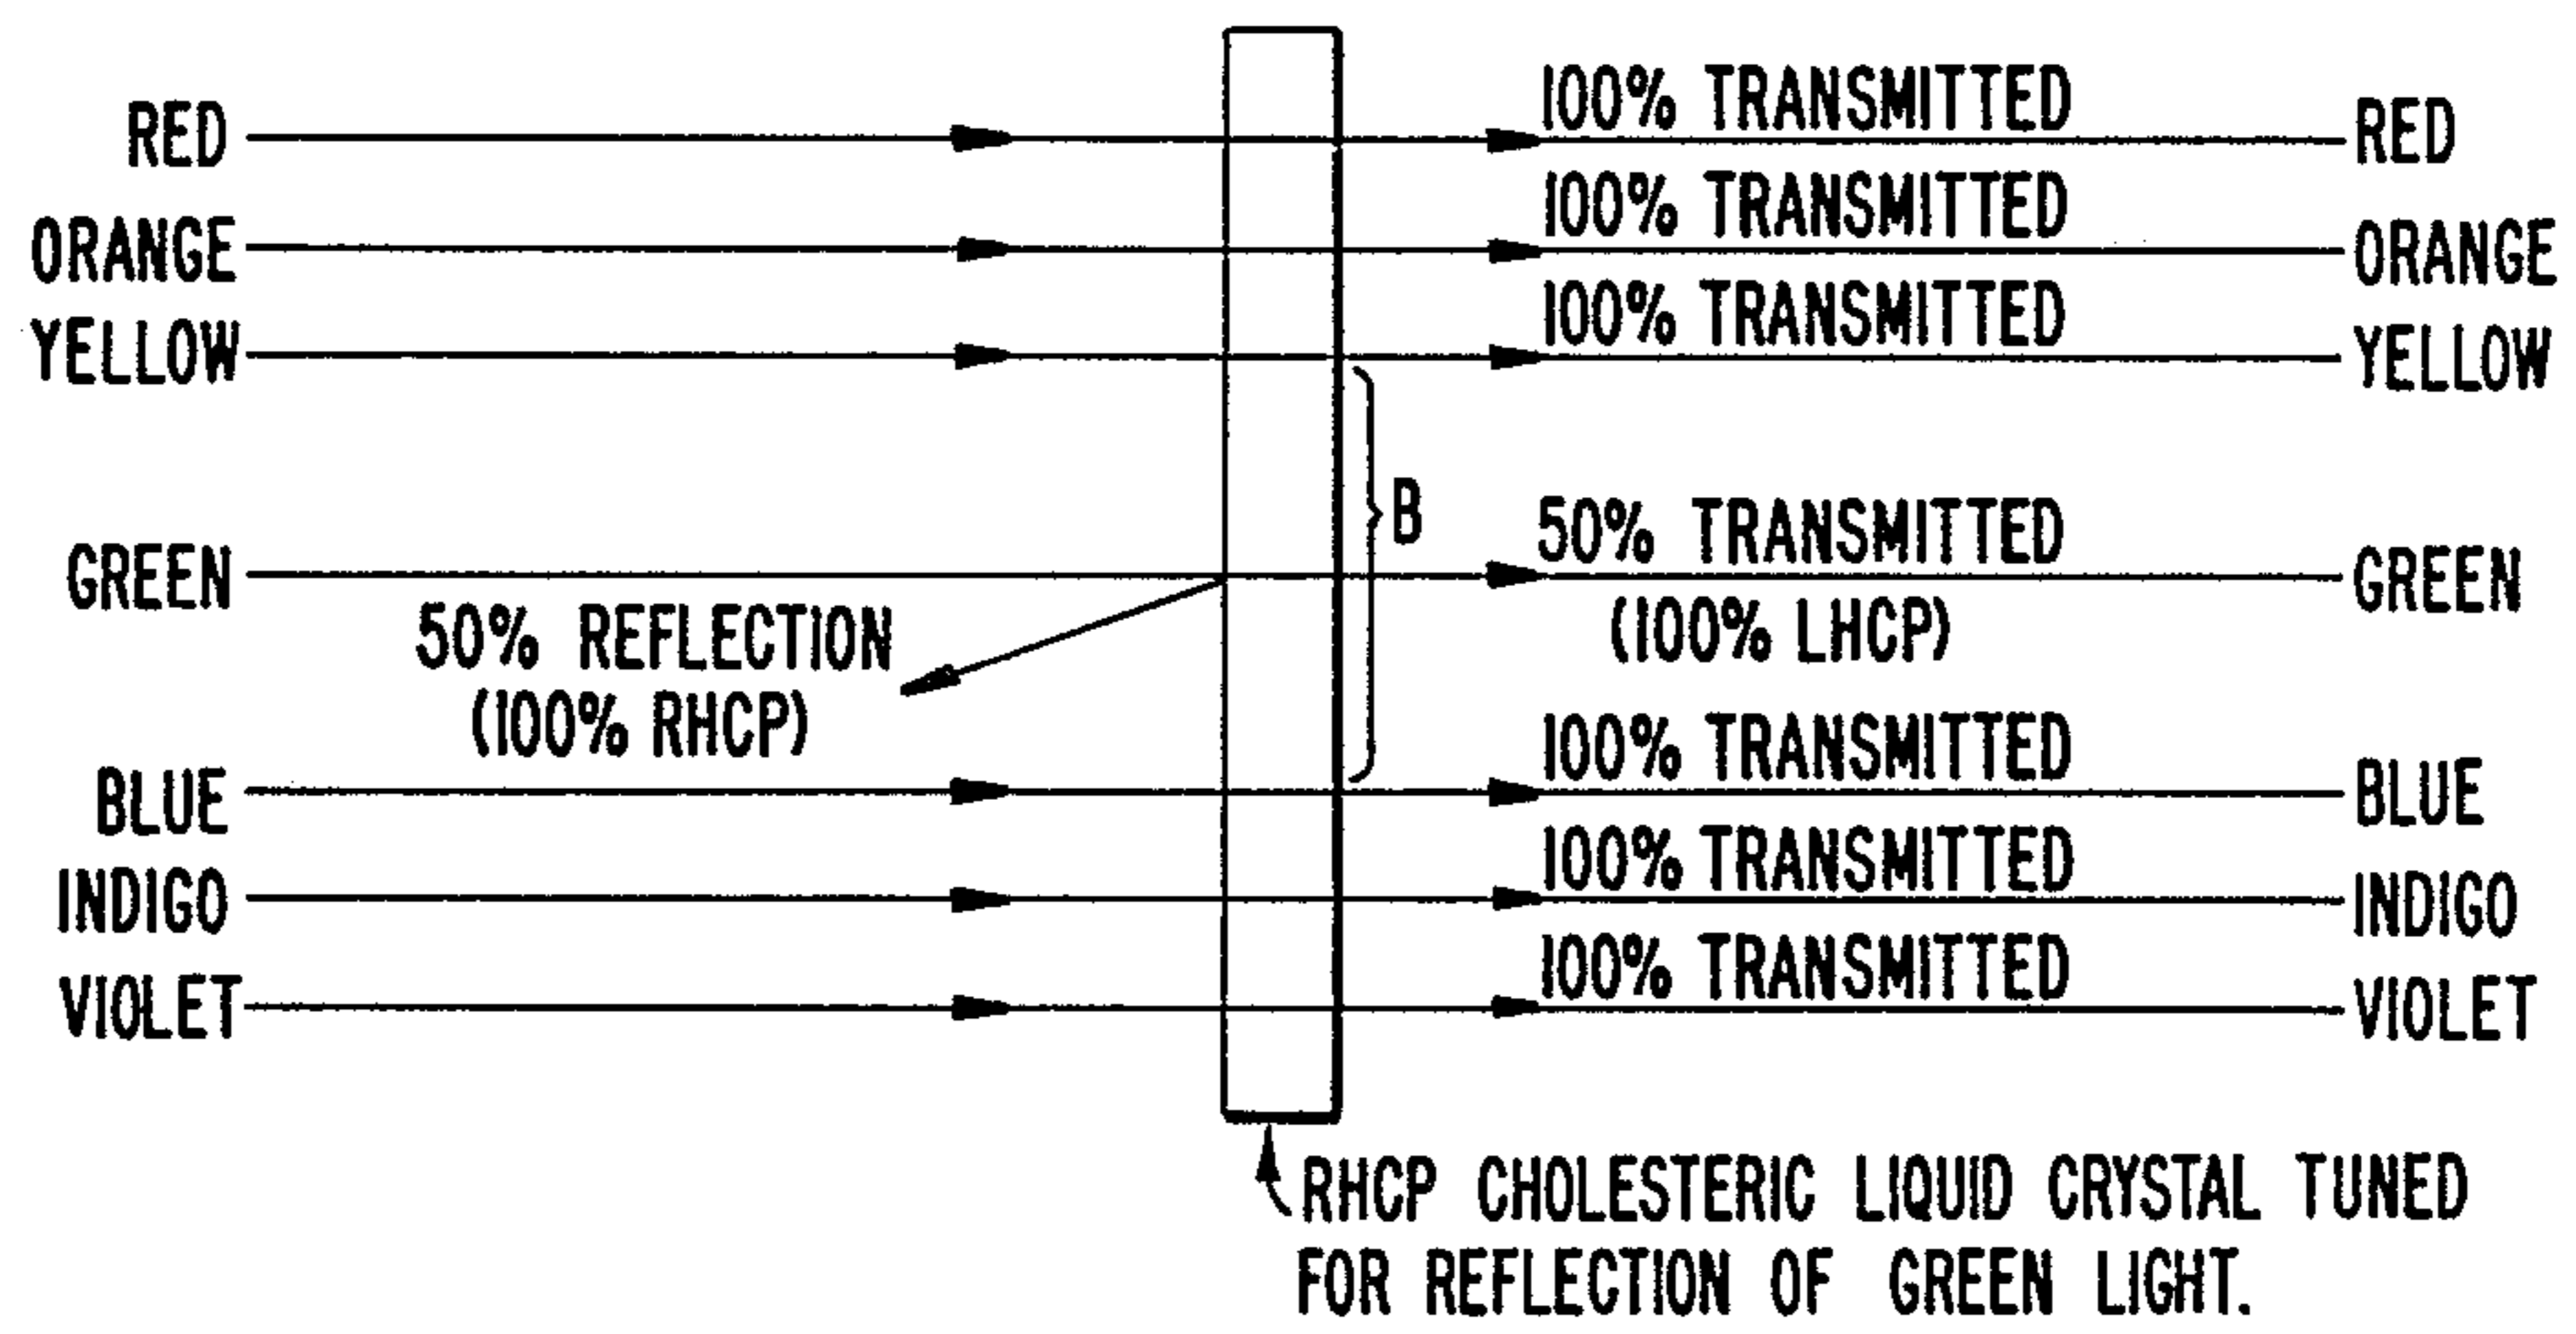 RED 100% TRANSMITTED RED
ORANGE 100% TRANSMITTED ORANGE
YELLOW 100% TRANSMITTED YELLOW
B
GREEN 50% TRANSMITTED GREEN
50% REFLECTION (100% LHCP)
(100% RHCP)
BLUE 100% TRANSMITTED BLUE
INDIGO 100% TRANSMITTED INDIGO
VIOLET 100% TRANSMITTED VIOLET
RHCP CHOLESTERIC LIQUID CRYSTAL TUNED
FOR REFLECTION OF GREEN LIGHT.